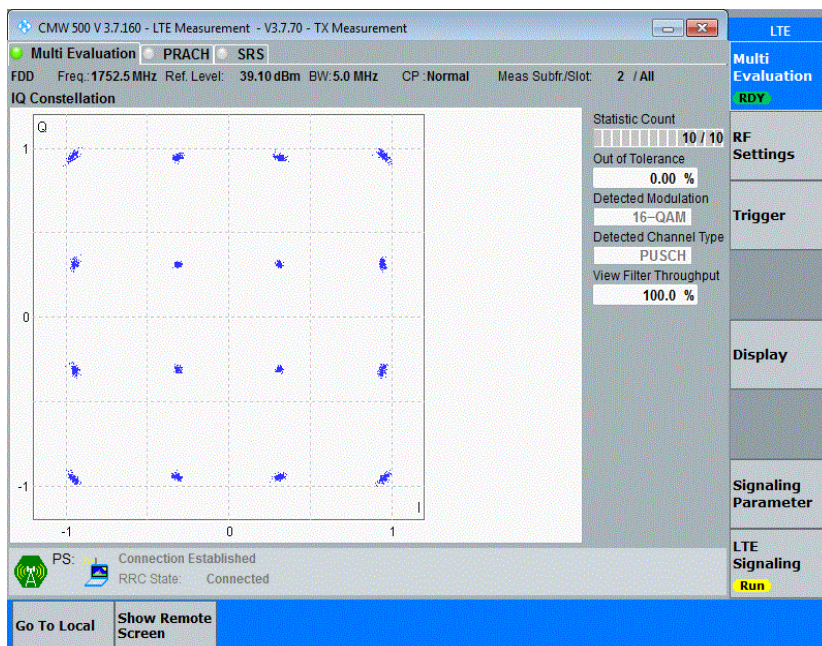 CMW 500 V 3.7.160 - LTE Measurement - V3.7.70 - TX Measurement
LTE
Multi Evaluation PRACH SRS
Multi
Evaluation
RDY
FDD Freq.: 1752.5 MHz Ref. Level: 39.10 dBm BW: 5.0 MHz CP : Normal Meas Subfr./Slot: 2 / All
IQ Constellation
Q
1
0
-1
I
-1 0 1
Statistic Count
10 / 10
Out of Tolerance
0.00 %
Detected Modulation
16-QAM
Detected Channel Type
PUSCH
View Filter Throughput
100.0 %
RF
Settings
Trigger
Display
Signaling
Parameter
LTE
Signaling
Run
PS: Connection Established
RRC State: Connected
Go To Local
Show Remote
Screen